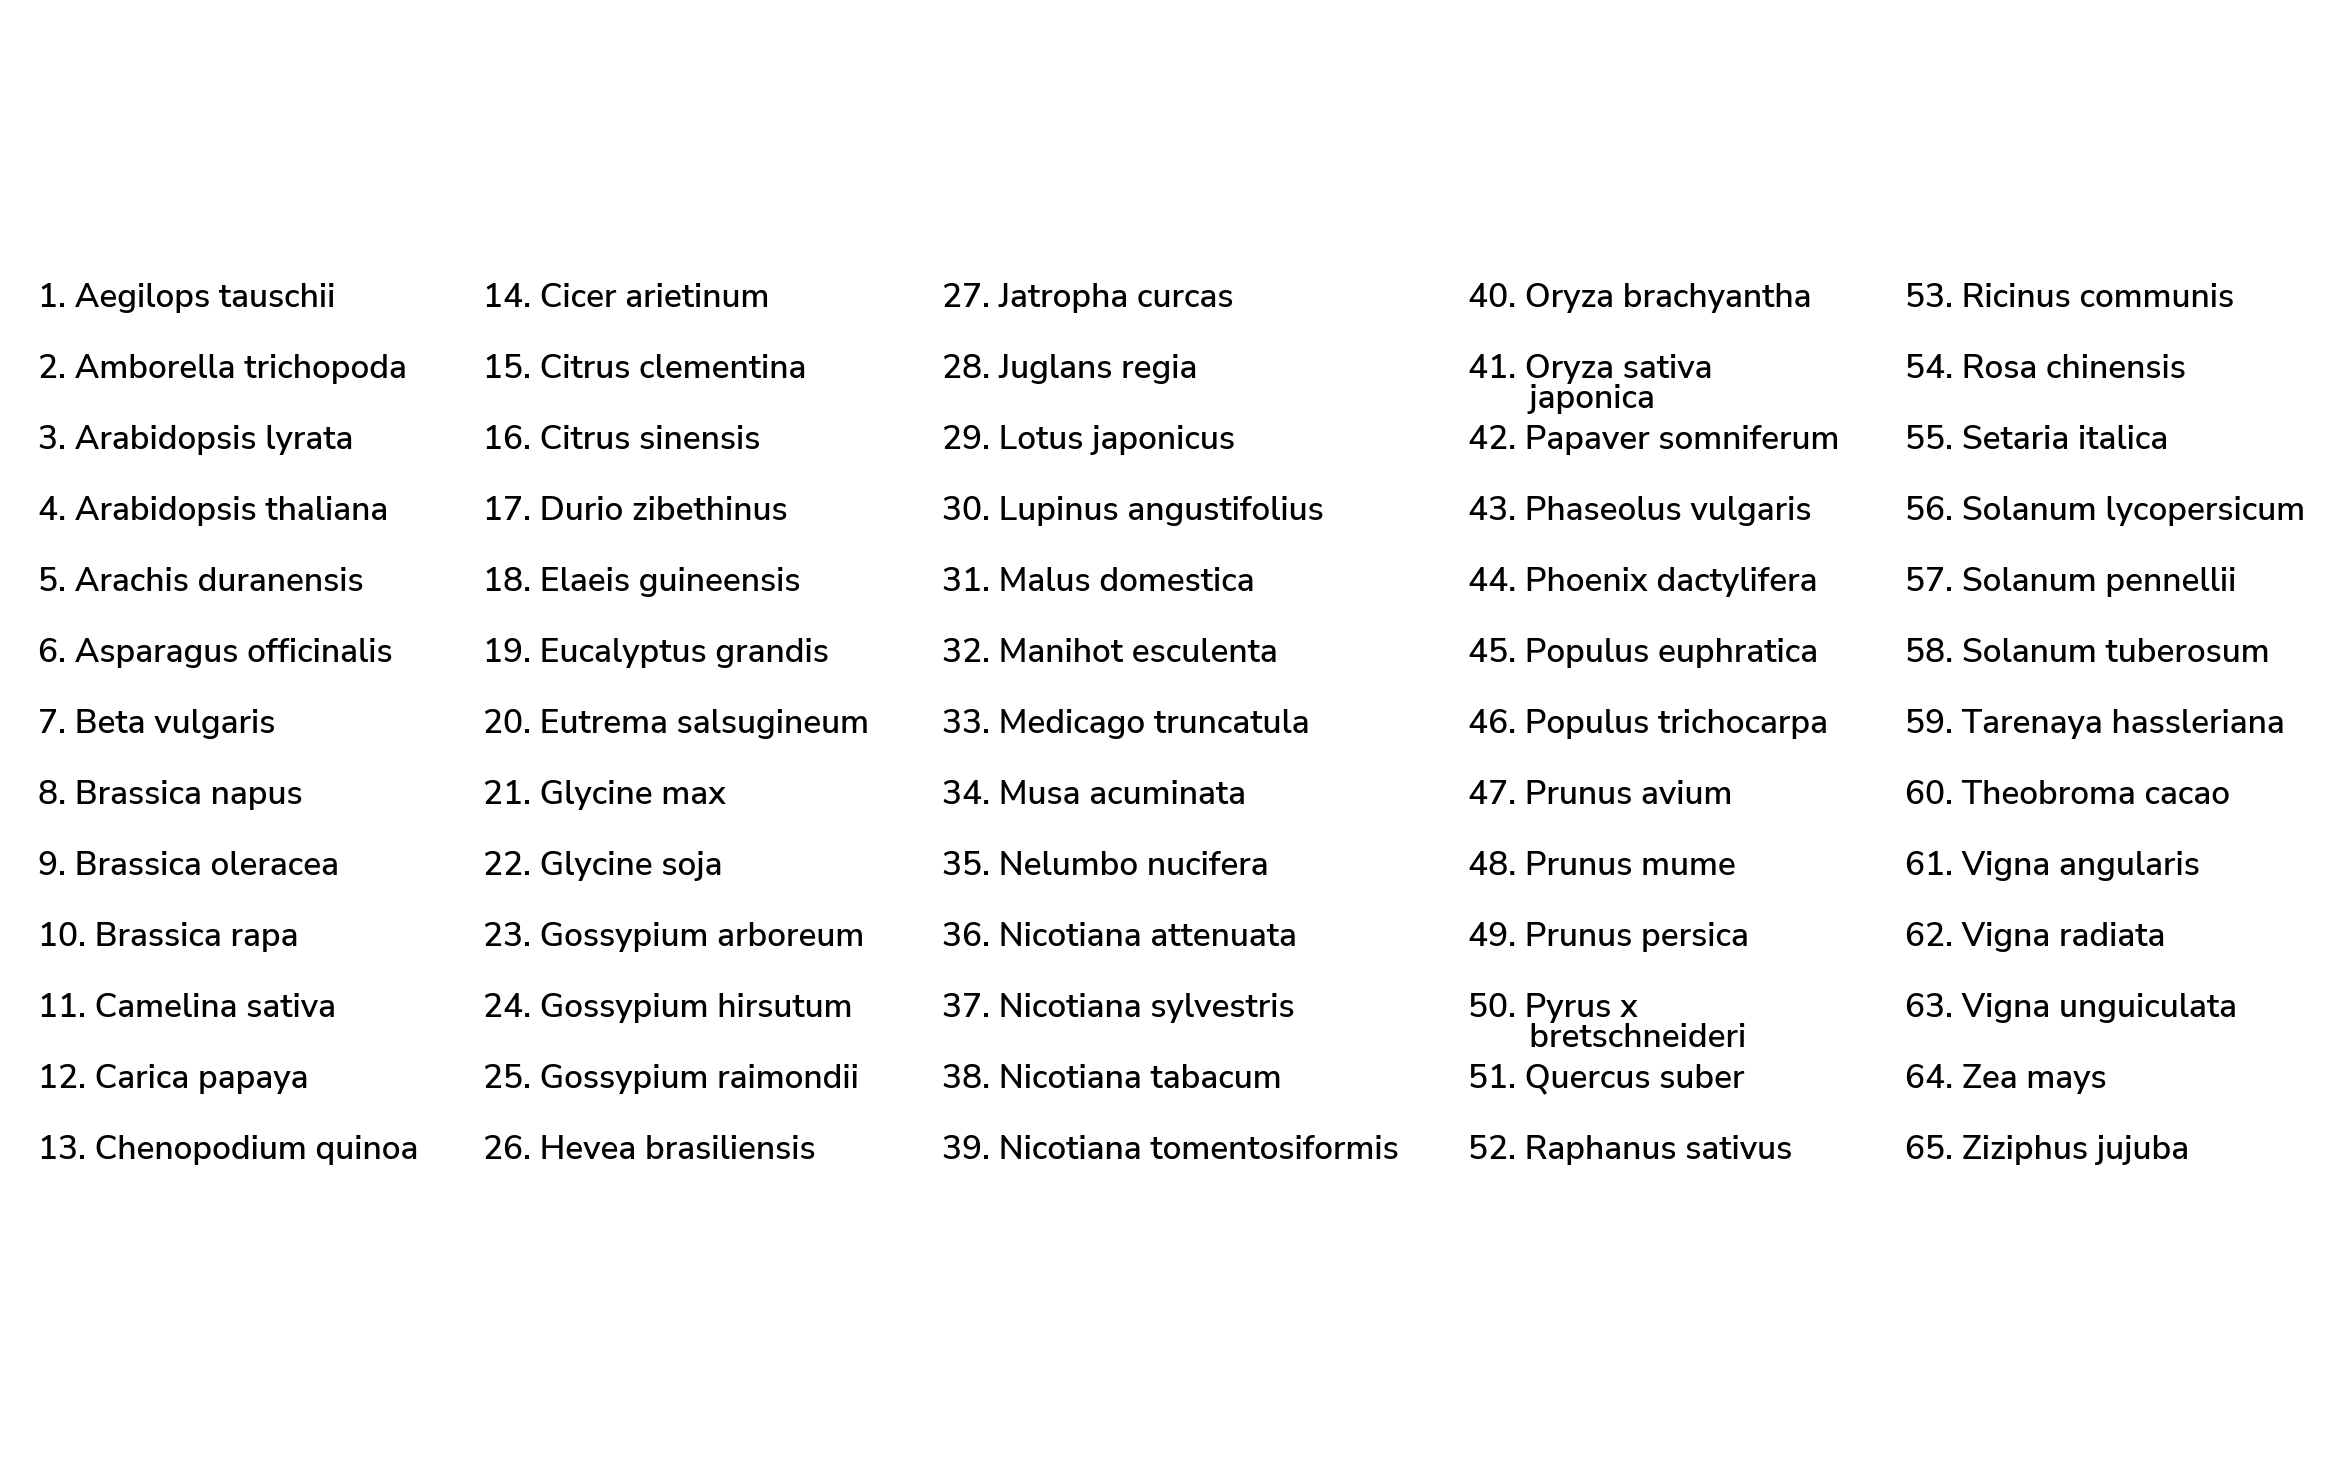 1. Aegilops tauschii
2. Amborella trichopoda
3. Arabidopsis lyrata
4. Arabidopsis thaliana
5. Arachis duranensis
6. Asparagus officinalis
7. Beta vulgaris
8. Brassica napus
9. Brassica oleracea
10. Brassica rapa
11. Camelina sativa
12. Carica papaya
13. Chenopodium quinoa
14. Cicer arietinum
15. Citrus clementina
16. Citrus sinensis
17. Durio zibethinus
18. Elaeis guineensis
19. Eucalyptus grandis
20. Eutrema salsugineum
21. Glycine max
22. Glycine soja
23. Gossypium arboreum
24. Gossypium hirsutum
25. Gossypium raimondii
26. Hevea brasiliensis
27. Jatropha curcas
28. Juglans regia
29. Lotus japonicus
30. Lupinus angustifolius
31. Malus domestica
32. Manihot esculenta
33. Medicago truncatula
34. Musa acuminata
35. Nelumbo nucifera
36. Nicotiana attenuata
37. Nicotiana sylvestris
38. Nicotiana tabacum
39. Nicotiana tomentosiformis
40. Oryza brachyantha
41. Oryza sativa
japonica
42. Papaver somniferum
43. Phaseolus vulgaris
44. Phoenix dactylifera
45. Populus euphratica
46. Populus trichocarpa
47. Prunus avium
48. Prunus mume
49. Prunus persica
50. Pyrus x
bretschneideri
51. Quercus suber
52. Raphanus sativus
53. Ricinus communis
54. Rosa chinensis
55. Setaria italica
56. Solanum lycopersicum
57. Solanum pennellii
58. Solanum tuberosum
59. Tarenaya hassleriana
60. Theobroma cacao
61. Vigna angularis
62. Vigna radiata
63. Vigna unguiculata
64. Zea mays
65. Ziziphus jujuba